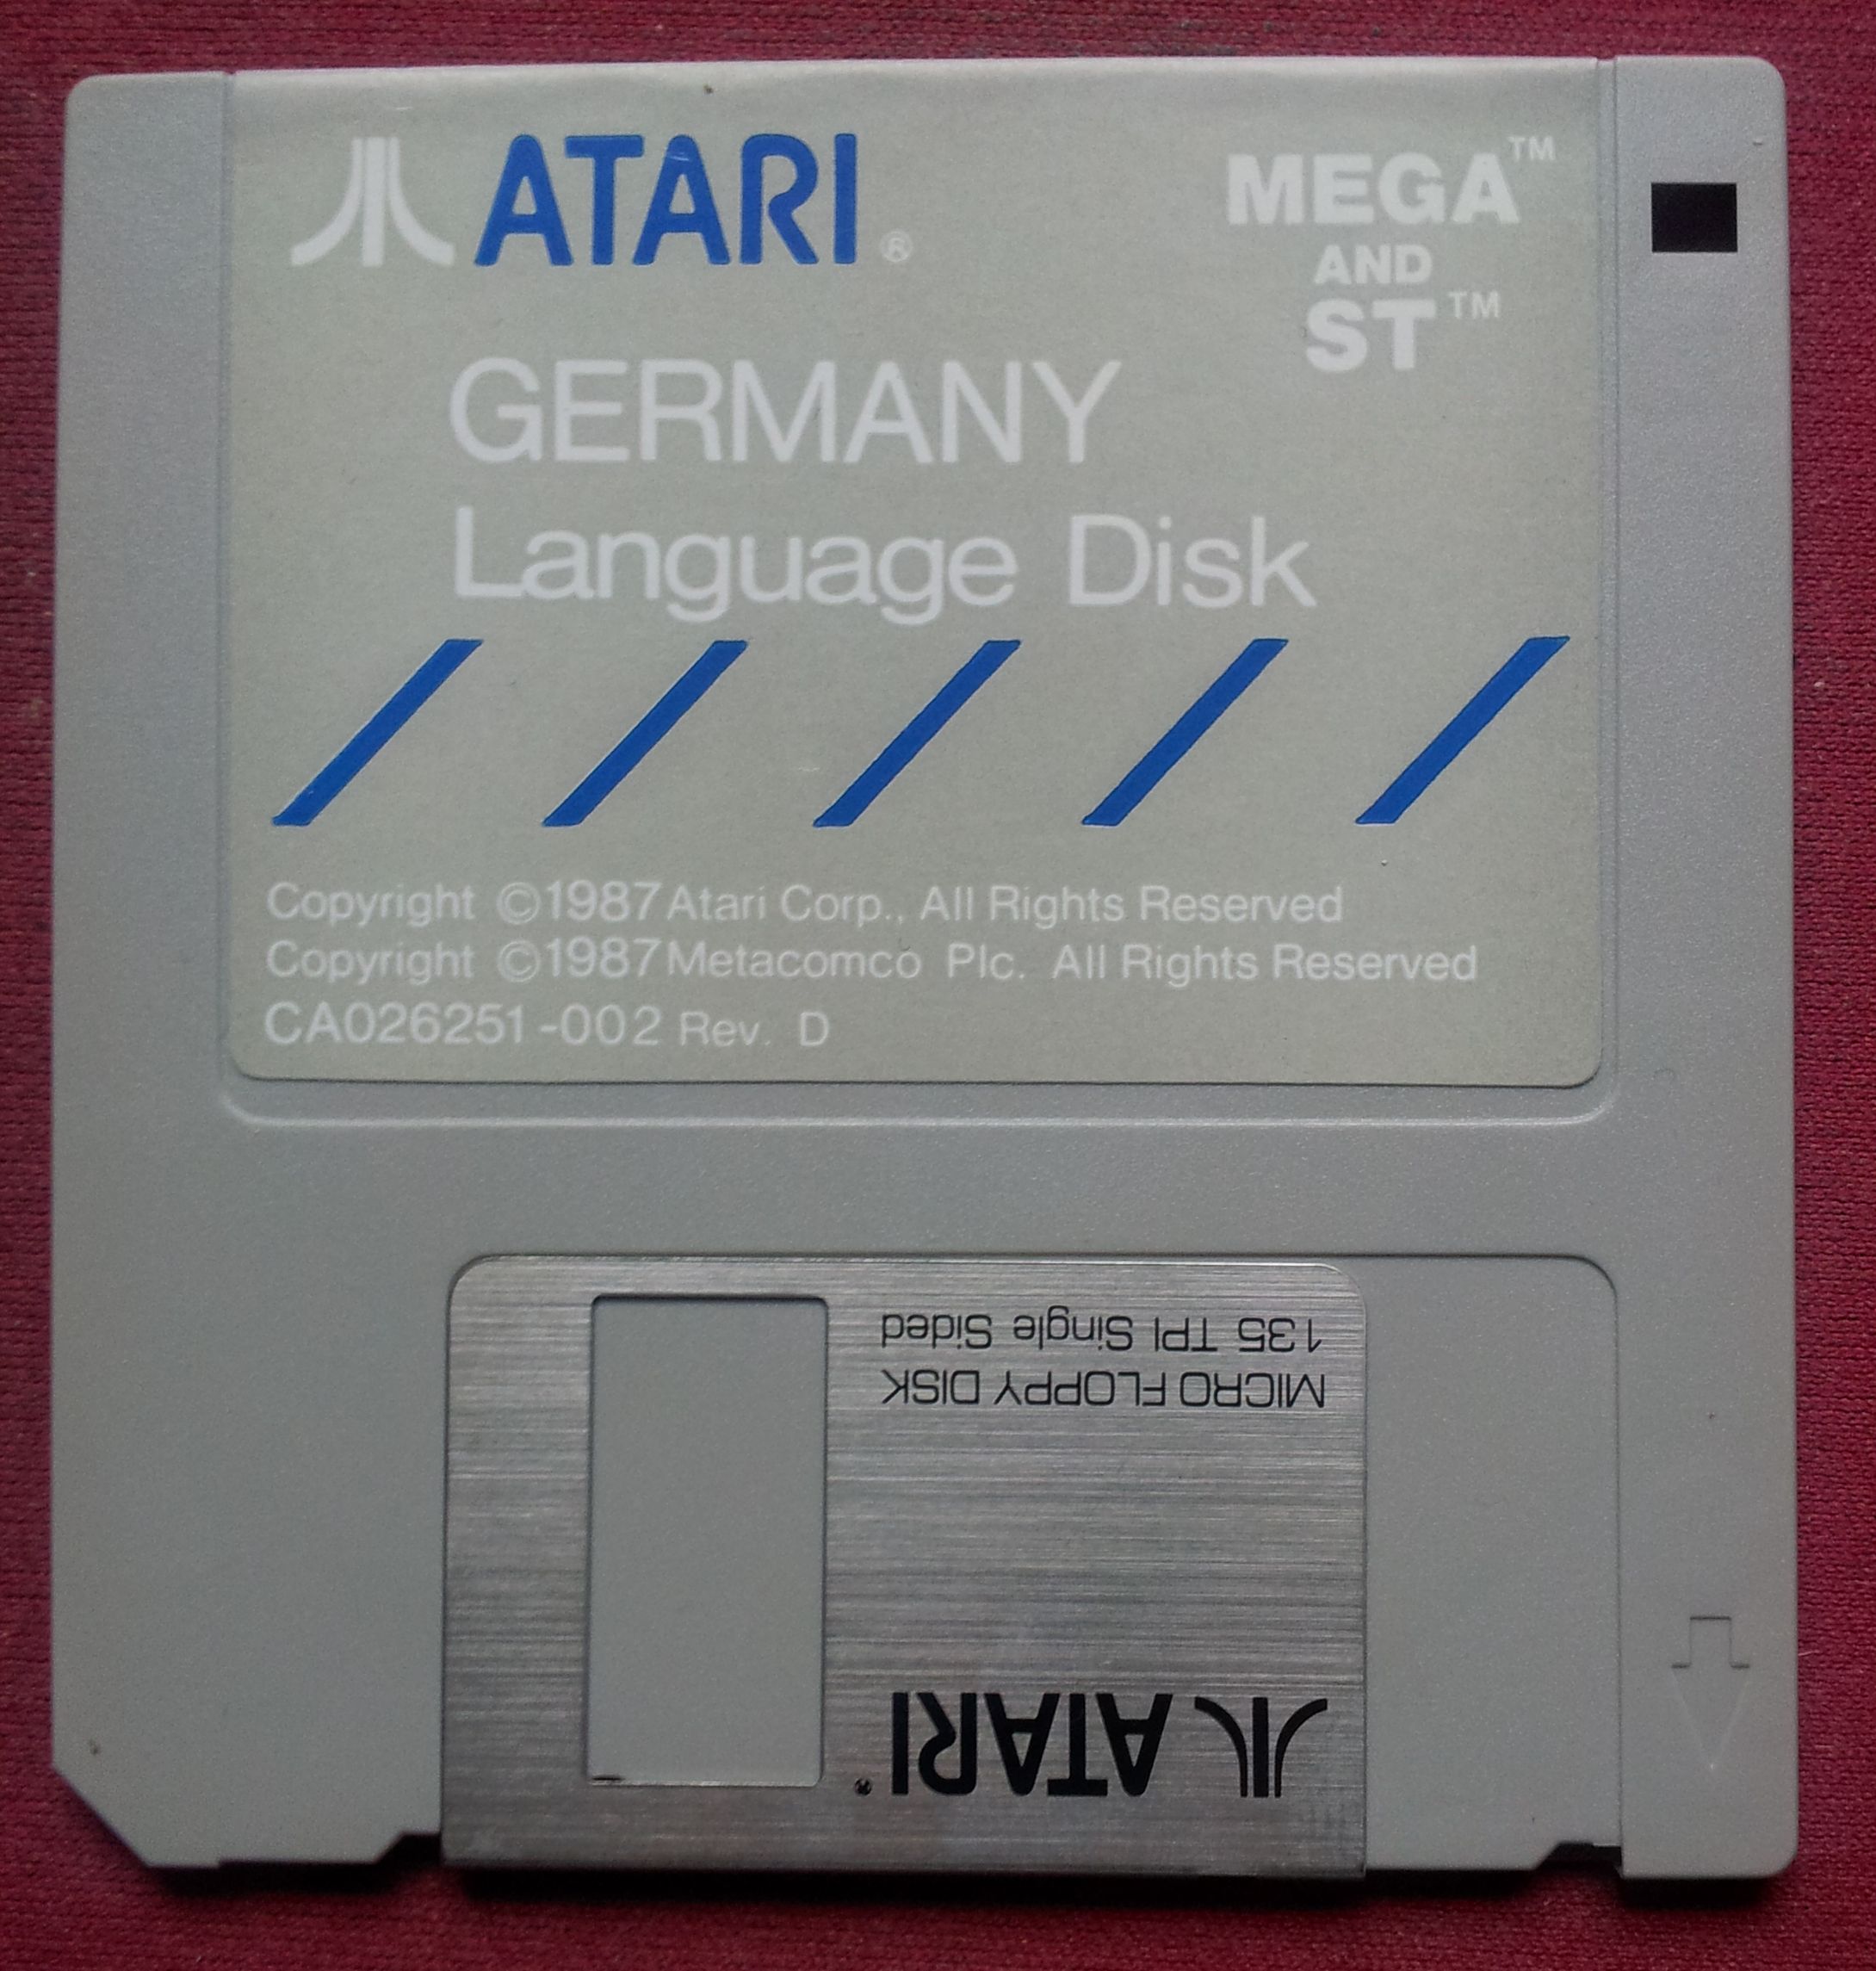 ATARI®
MEGA™
AND
ST™
GERMANY
Language Disk
Copyright ©1987 Atari Corp., All Rights Reserved
Copyright ©1987 Metacomco Plc. All Rights Reserved
CA026251-002 Rev. D
ATARI®
MICRO FLOPPY DISK
135 TPI Single Sided